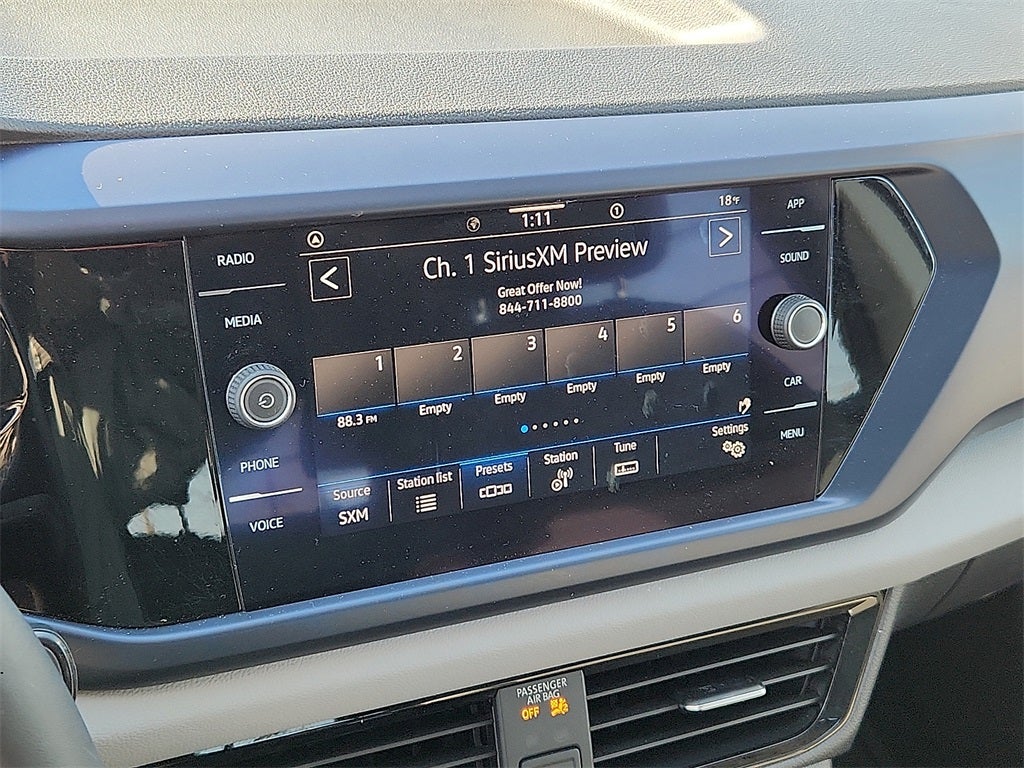 RADIO
MEDIA
PHONE
VOICE
1:11
1
18°F
Ch. 1 SiriusXM Preview
Great Offer Now!
844-711-8800
1 2 3 4 5 6
88.3 FM Empty Empty Empty Empty Empty
Source Station list Presets Station Tune Settings
SXM
APP
SOUND
CAR
MENU
PASSENGER
AIR BAG
OFF